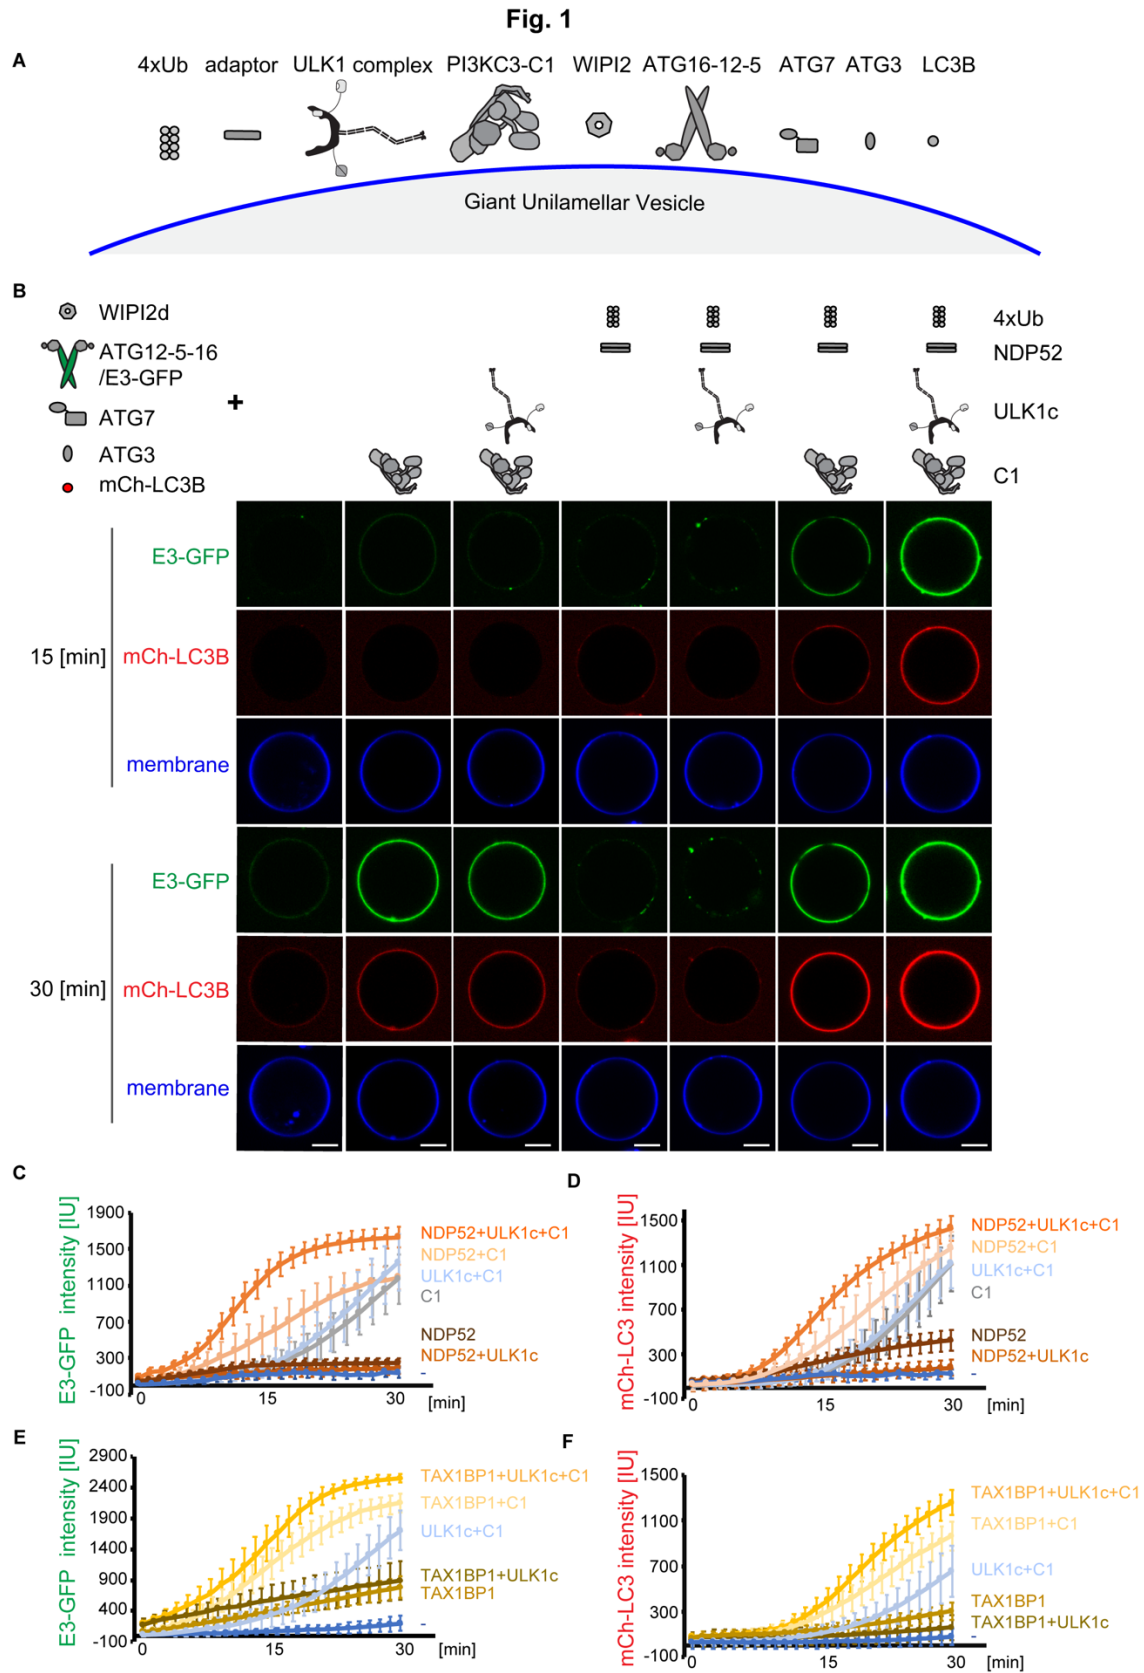 Fig. 1
A
4xUb adaptor ULK1 complex PI3KC3-C1 WIPI2 ATG16-12-5 ATG7 ATG3 LC3B
Giant Unilamellar Vesicle
B
WIPI2d
ATG12-5-16
/E3-GFP
ATG7
ATG3
mCh-LC3B
+
4xUb
NDP52
ULK1c
C1
15 [min]
E3-GFP
mCh-LC3B
membrane
30 [min]
E3-GFP
mCh-LC3B
membrane
C
E3-GFP intensity [IU]
1900
1500
1100
700
300
-100
0 15 30 [min]
NDP52+ULK1c+C1
NDP52+C1
ULK1c+C1
C1
NDP52
NDP52+ULK1c
-
D
mCh-LC3 intensity [IU]
1500
1100
700
300
-100
0 15 30 [min]
NDP52+ULK1c+C1
NDP52+C1
ULK1c+C1
C1
NDP52
NDP52+ULK1c
-
E
E3-GFP intensity [IU]
2900
2400
1900
1400
900
400
-100
0 15 30 [min]
TAX1BP1+ULK1c+C1
TAX1BP1+C1
ULK1c+C1
TAX1BP1+ULK1c
TAX1BP1
-
F
mCh-LC3 intensity [IU]
1500
1100
700
300
-100
0 15 30 [min]
TAX1BP1+ULK1c+C1
TAX1BP1+C1
ULK1c+C1
TAX1BP1
TAX1BP1+ULK1c
-